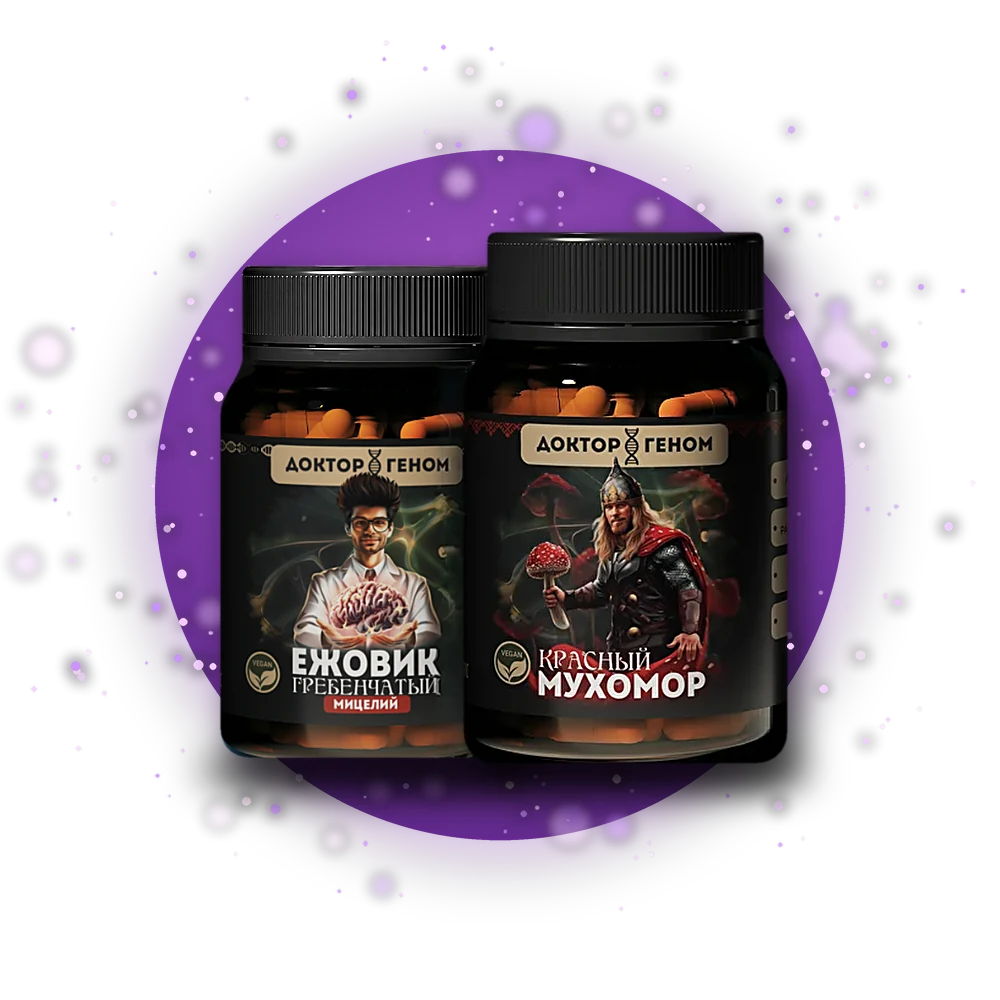 ДОКТОР ГЕНОМ
VEGAN
ЕЖОВИК
ГРЕБЕНЧАТЫЙ
МИЦЕЛИЙ
ДОКТОР ГЕНОМ
VEGAN
КРАСНЫЙ
МУХОМОР